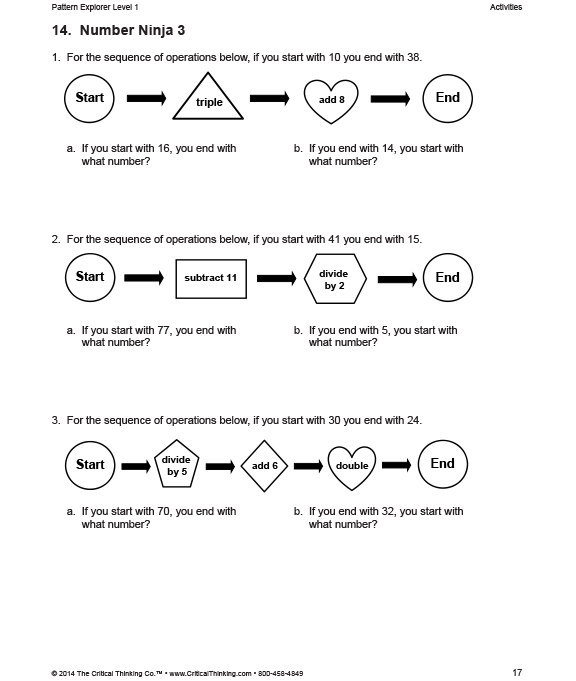 Pattern Explorer Level 1 Activities
14. Number Ninja 3
1. For the sequence of operations below, if you start with 10 you end with 38.
Start triple add 8 End
a. If you start with 16, you end with
what number?
b. If you end with 14, you start with
what number?
2. For the sequence of operations below, if you start with 41 you end with 15.
Start subtract 11 divide
by 2 End
a. If you start with 77, you end with
what number?
b. If you end with 5, you start with
what number?
3. For the sequence of operations below, if you start with 30 you end with 24.
Start divide
by 5 add 6 double End
a. If you start with 70, you end with
what number?
b. If you end with 32, you start with
what number?
© 2014 The Critical Thinking Co.™ • www.CriticalThinking.com • 800-458-4849 17